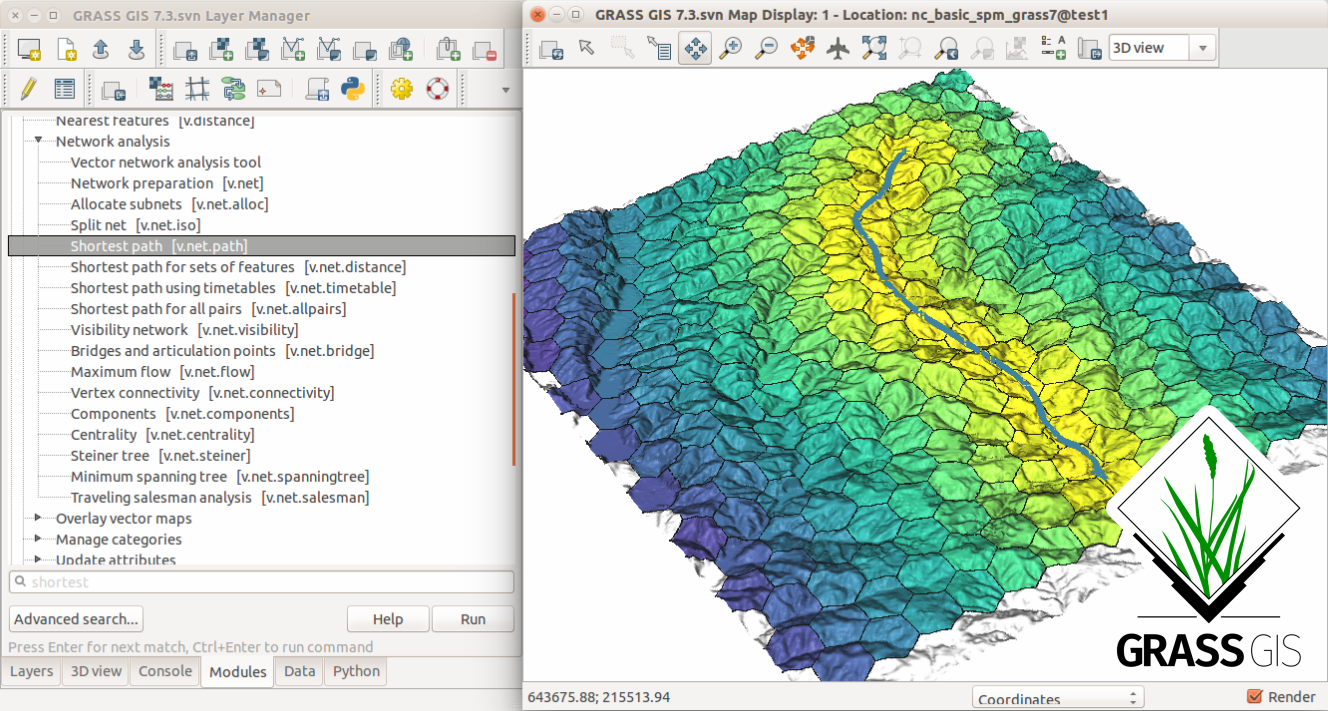 GRASS GIS 7.3.svn Layer Manager
Nearest features [v.distance]
Network analysis
Vector network analysis tool
Network preparation [v.net]
Allocate subnets [v.net.alloc]
Split net [v.net.iso]
Shortest path [v.net.path]
Shortest path for sets of features [v.net.distance]
Shortest path using timetables [v.net.timetable]
Shortest path for all pairs [v.net.allpairs]
Visibility network [v.net.visibility]
Bridges and articulation points [v.net.bridge]
Maximum flow [v.net.flow]
Vertex connectivity [v.net.connectivity]
Components [v.net.components]
Centrality [v.net.centrality]
Steiner tree [v.net.steiner]
Minimum spanning tree [v.net.spanningtree]
Traveling salesman analysis [v.net.salesman]
Overlay vector maps
Manage categories
Update attributes
shortest
Advanced search...
Help
Run
Press Enter for next match, Ctrl+Enter to run command
Layers
3D view
Console
Modules
Data
Python
GRASS GIS 7.3.svn Map Display: 1 - Location: nc_basic_spm_grass7@test1
A
3D view
GRASS GIS
643675.88; 215513.94
Coordinates
Render